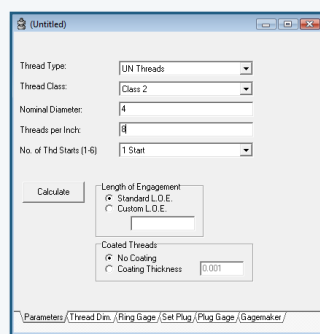 (Untitled)
Thread Type: UN Threads
Thread Class: Class 2
Nominal Diameter: 4
Threads per Inch: 8
No. of Thd Starts (1-6) 1 Start
Calculate
Length of Engagement
Standard L.O.E.
Custom L.O.E.
Coated Threads
No Coating
Coating Thickness 0.001
Parameters Thread Dim. Ring Gage Set Plug Plug Gage Gagemaker